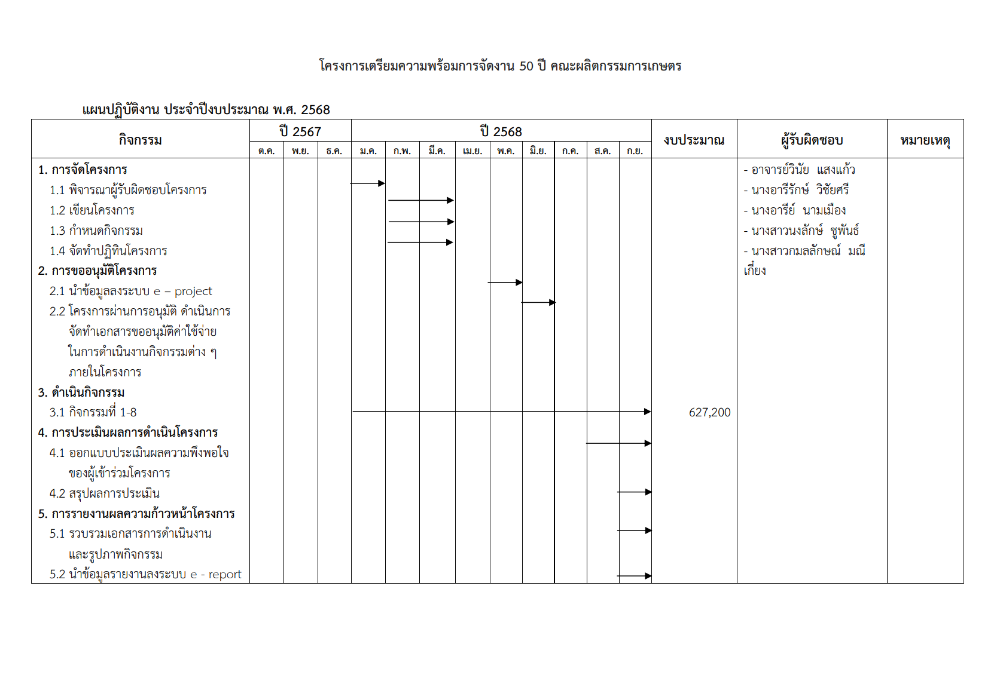 โครงการเตรียมความพร้อมการจัดงาน 50 ปี คณะผลิตกรรมการเกษตร
แผนปฏิบัติงาน ประจำปีงบประมาณ พ.ศ. 2568
กิจกรรม ปี 2567 ปี 2568 งบประมาณ ผู้รับผิดชอบ หมายเหตุ
ต.ค. พ.ย. ธ.ค. ม.ค. ก.พ. มี.ค. เม.ย. พ.ค. มิ.ย. ก.ค. ส.ค. ก.ย.
1. การจัดโครงการ - อาจารย์วินัย แสงแก้ว
1.1 พิจารณาผู้รับผิดชอบโครงการ - นางอารีรักษ์ วิชัยศรี
1.2 เขียนโครงการ - นางอารีย์ นามเมือง
1.3 กำหนดกิจกรรม - นางสาวนงลักษ์ ชูพันธ์
1.4 จัดทำปฏิทินโครงการ - นางสาวกมลลักษณ์ มณี
2. การขออนุมัติโครงการ เกี๋ยง
2.1 นำข้อมูลลงระบบ e – project
2.2 โครงการผ่านการอนุมัติ ดำเนินการ
จัดทำเอกสารขออนุมัติค่าใช้จ่าย
ในการดำเนินงานกิจกรรมต่าง ๆ
ภายในโครงการ
3. ดำเนินกิจกรรม
3.1 กิจกรรมที่ 1-8 627,200
4. การประเมินผลการดำเนินโครงการ
4.1 ออกแบบประเมินผลความพึงพอใจ
ของผู้เข้าร่วมโครงการ
4.2 สรุปผลการประเมิน
5. การรายงานผลความก้าวหน้าโครงการ
5.1 รวบรวมเอกสารการดำเนินงาน
และรูปภาพกิจกรรม
5.2 นำข้อมูลรายงานลงระบบ e - report